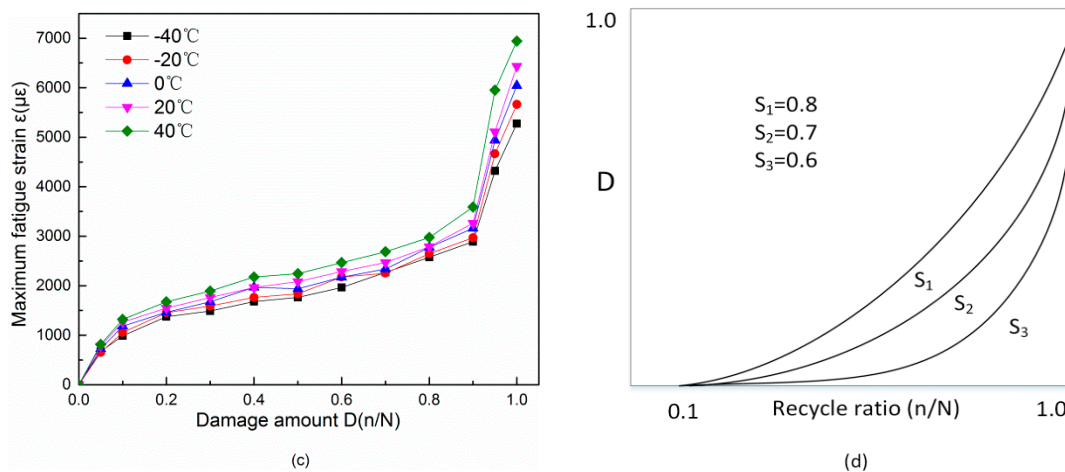 7000
6000
5000
4000
3000
2000
1000
0
Maximum fatigue strain ε(με)
-40℃
-20℃
0℃
20℃
40℃
0.0 0.2 0.4 0.6 0.8 1.0
Damage amount D(n/N)
(c)
1.0
D
S₁=0.8
S₂=0.7
S₃=0.6
S₁
S₂
S₃
0.1 Recycle ratio (n/N) 1.0
(d)